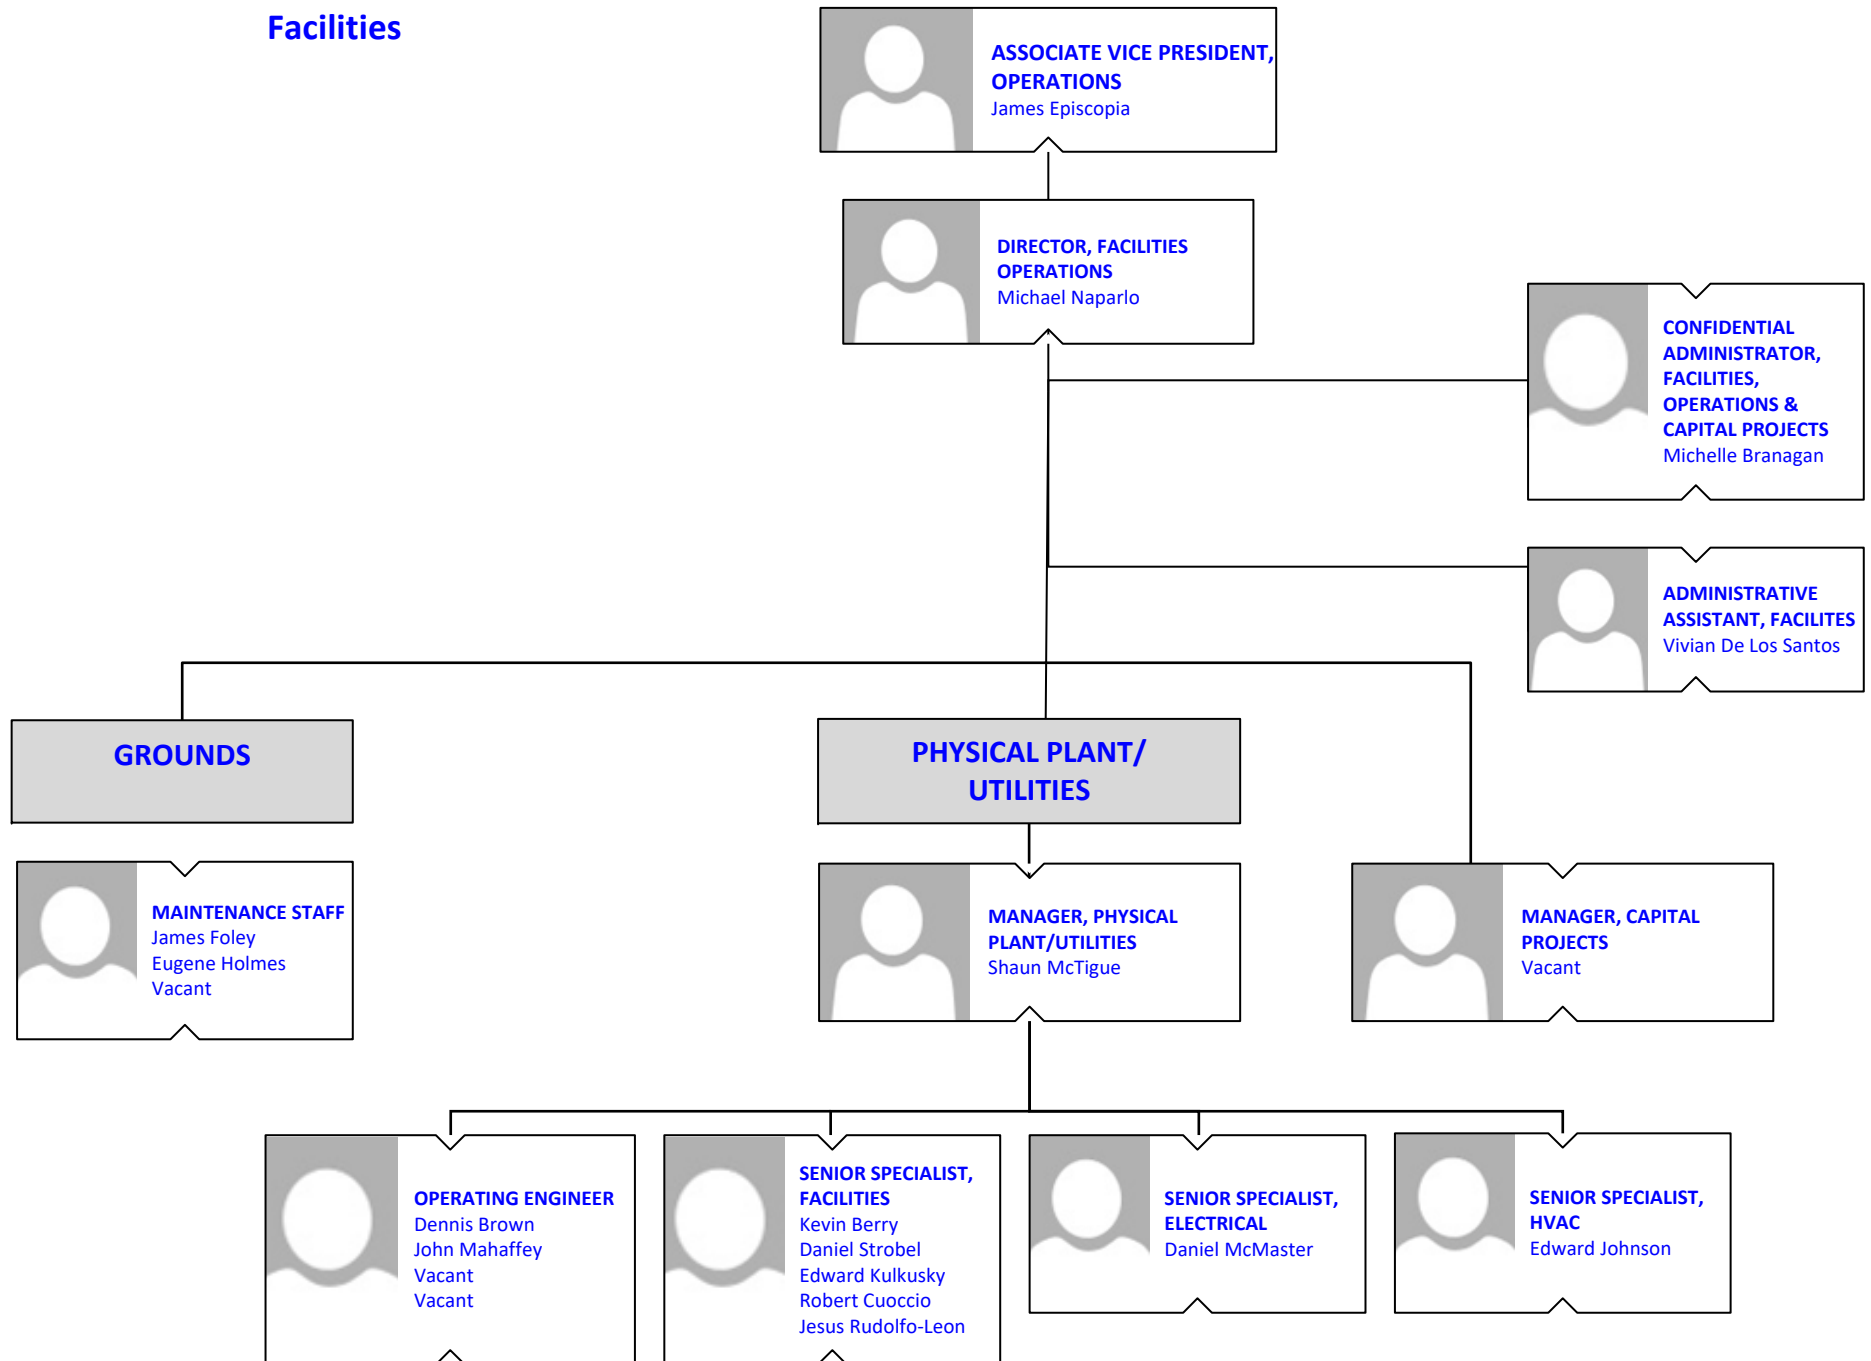 Facilities
ASSOCIATE VICE PRESIDENT,
OPERATIONS
James Episcopia
DIRECTOR, FACILITIES
OPERATIONS
Michael Naparlo
CONFIDENTIAL
ADMINISTRATOR,
FACILITIES,
OPERATIONS &
CAPITAL PROJECTS
Michelle Branagan
ADMINISTRATIVE
ASSISTANT, FACILITES
Vivian De Los Santos
GROUNDS
PHYSICAL PLANT/
UTILITIES
MAINTENANCE STAFF
James Foley
Eugene Holmes
Vacant
MANAGER, PHYSICAL
PLANT/UTILITIES
Shaun McTigue
MANAGER, CAPITAL
PROJECTS
Vacant
OPERATING ENGINEER
Dennis Brown
John Mahaffey
Vacant
Vacant
SENIOR SPECIALIST,
FACILITIES
Kevin Berry
Daniel Strobel
Edward Kulkusky
Robert Cuoccio
Jesus Rudolfo-Leon
SENIOR SPECIALIST,
ELECTRICAL
Daniel McMaster
SENIOR SPECIALIST,
HVAC
Edward Johnson